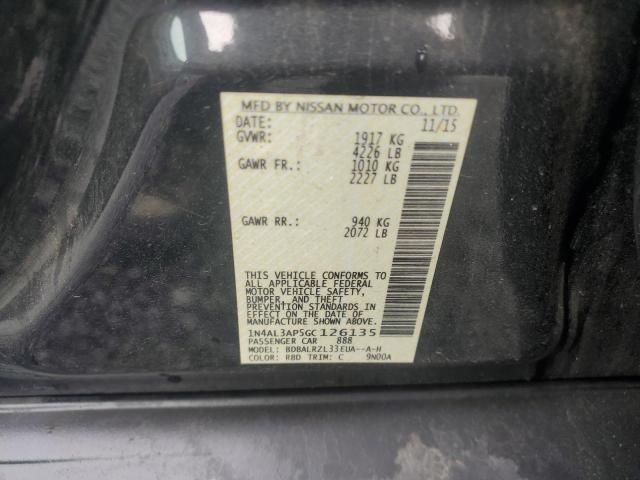 MFD BY NISSAN MOTOR CO., LTD.
DATE: 11/15
GVWR: 1917 KG
4226 LB
GAWR FR.: 1010 KG
2227 LB
GAWR RR.: 940 KG
2072 LB
THIS VEHICLE CONFORMS TO
ALL APPLICABLE FEDERAL
MOTOR VEHICLE SAFETY,
BUMPER, AND THEFT
PREVENTION STANDARDS IN
EFFECT ON THE DATE OF
MANUFACTURE SHOWN ABOVE.
1N4AL3AP5GC126135
PASSENGER CAR 888
MODEL: BDBALRZL33EUA--A-H
COLOR: RBD TRIM: C 9N00A